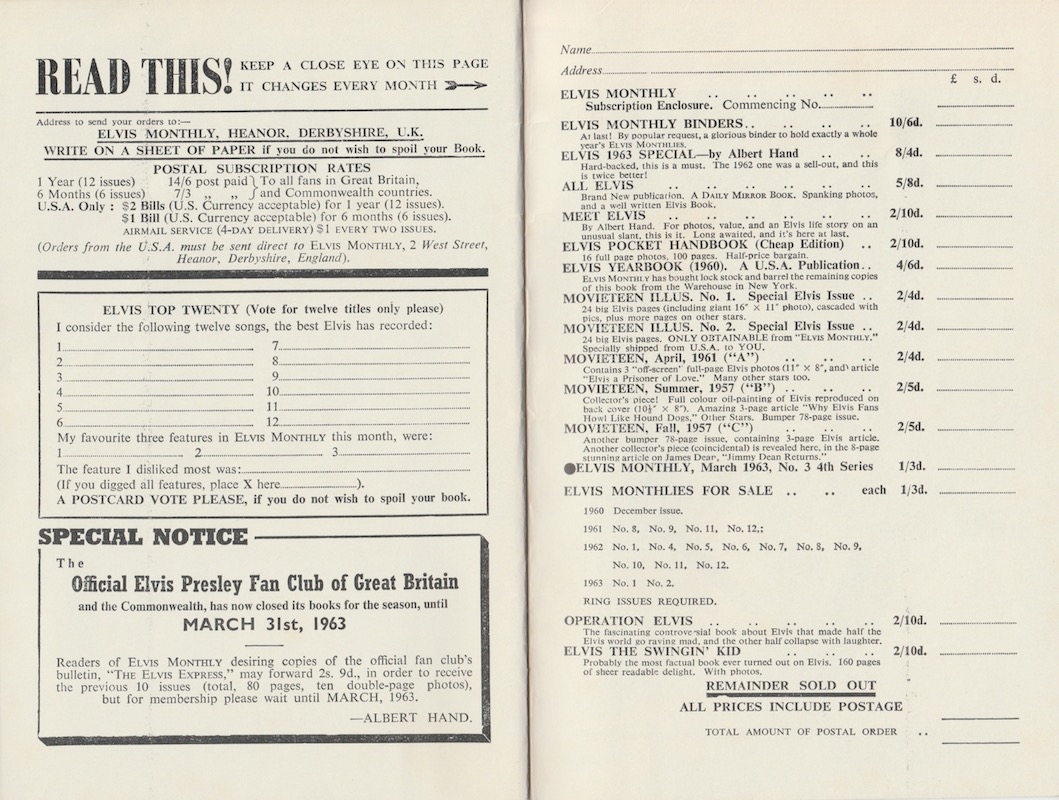 READ THIS! KEEP A CLOSE EYE ON THIS PAGE
IT CHANGES EVERY MONTH
Address to send your orders to:—
ELVIS MONTHLY, HEANOR, DERBYSHIRE, U.K.
WRITE ON A SHEET OF PAPER if you do not wish to spoil your Book.
POSTAL SUBSCRIPTION RATES
1 Year (12 issues) 14/6 post paid } To all fans in Great Britain,
6 Months (6 issues) 7/3 ,, ,, } and Commonwealth countries.
U.S.A. Only : $2 Bills (U.S. Currency acceptable) for 1 year (12 issues).
$1 Bill (U.S. Currency acceptable) for 6 months (6 issues).
AIRMAIL SERVICE (4-DAY DELIVERY) $1 EVERY TWO ISSUES.
(Orders from the U.S.A. must be sent direct to ELVIS MONTHLY, 2 West Street,
Heanor, Derbyshire, England).
ELVIS TOP TWENTY (Vote for twelve titles only please)
I consider the following twelve songs, the best Elvis has recorded:
1 7
2 8
3 9
4 10
5 11
6 12
My favourite three features in ELVIS MONTHLY this month, were:
1 2 3
The feature I disliked most was:
(If you digged all features, place X here ).
A POSTCARD VOTE PLEASE, if you do not wish to spoil your book.
SPECIAL NOTICE
The
Official Elvis Presley Fan Club of Great Britain
and the Commonwealth, has now closed its books for the season, until
MARCH 31st, 1963
Readers of ELVIS MONTHLY desiring copies of the official fan club's
bulletin, "THE ELVIS EXPRESS," may forward 2s. 9d., in order to receive
the previous 10 issues (total, 80 pages, ten double-page photos),
but for membership please wait until MARCH, 1963.
—ALBERT HAND.
Name
Address
£ s. d.
ELVIS MONTHLY .. .. .. .. ..
Subscription Enclosure. Commencing No.
ELVIS MONTHLY BINDERS.. .. .. .. 10/6d.
At last! By popular request, a glorious binder to hold exactly a whole
year's ELVIS MONTHLIES.
ELVIS 1963 SPECIAL—by Albert Hand .. .. 8/4d.
Hard-backed, this is a must. The 1962 one was a sell-out, and this
is twice better!
ALL ELVIS .. .. .. .. .. .. 5/8d.
Brand New publication. A DAILY MIRROR BOOK. Spanking photos,
and a well written Elvis Book.
MEET ELVIS .. .. .. .. .. .. 2/10d.
By Albert Hand. For photos, value, and an Elvis life story on an
unusual slant, this is it. Long awaited, and it's here at last.
ELVIS POCKET HANDBOOK (Cheap Edition) .. 2/10d.
16 full page photos. 100 pages. Half-price bargain.
ELVIS YEARBOOK (1960). A U.S.A. Publication.. 4/6d.
ELVIS MONTHLY has bought lock stock and barrel the remaining copies
of this book from the Warehouse in New York.
MOVIETEEN ILLUS. No. 1. Special Elvis Issue .. 2/4d.
24 big Elvis pages (including giant 16" × 11" photo), cascaded with
pics, plus more pages on other stars.
MOVIETEEN ILLUS. No. 2. Special Elvis Issue .. 2/4d.
24 big Elvis pages. ONLY OBTAINABLE from "ELVIS MONTHLY."
Specially shipped from U.S.A. to YOU.
MOVIETEEN, April, 1961 ("A") .. .. .. 2/4d.
Contains 3 "off-screen" full-page Elvis photos (11" × 8", and article
"Elvis a Prisoner of Love." Many other stars too.
MOVIETEEN, Summer, 1957 ("B") .. .. .. 2/5d.
Collector's piece! Full colour oil-painting of Elvis reproduced on
back cover (10½" × 8"). Amazing 3-page article "Why Elvis Fans
Howl Like Hound Dogs," Other Stars. Bumper 78-page issue.
MOVIETEEN, Fall, 1957 ("C") .. .. .. 2/5d.
Another bumper 78-page issue, containing 3-page Elvis article.
Another collector's piece (coincidental) is revealed here, in the 8-page
stunning article on James Dean, "Jimmy Dean Returns."
●ELVIS MONTHLY, March 1963, No. 3 4th Series 1/3d.
ELVIS MONTHLIES FOR SALE .. .. each 1/3d.
1960 December issue.
1961 No. 8, No. 9, No. 11, No. 12,;
1962 No. 1, No. 4, No. 5, No. 6, No. 7, No. 8, No. 9,
No. 10, No. 11, No. 12.
1963 No. 1 No. 2.
RING ISSUES REQUIRED.
OPERATION ELVIS .. .. .. .. .. 2/10d.
The fascinating controversial book about Elvis that made half the
Elvis world go raving mad, and the other half collapse with laughter.
ELVIS THE SWINGIN' KID .. .. .. 2/10d.
Probably the most factual book ever turned out on Elvis. 160 pages
of sheer readable delight. With photos.
REMAINDER SOLD OUT
ALL PRICES INCLUDE POSTAGE
TOTAL AMOUNT OF POSTAL ORDER ..